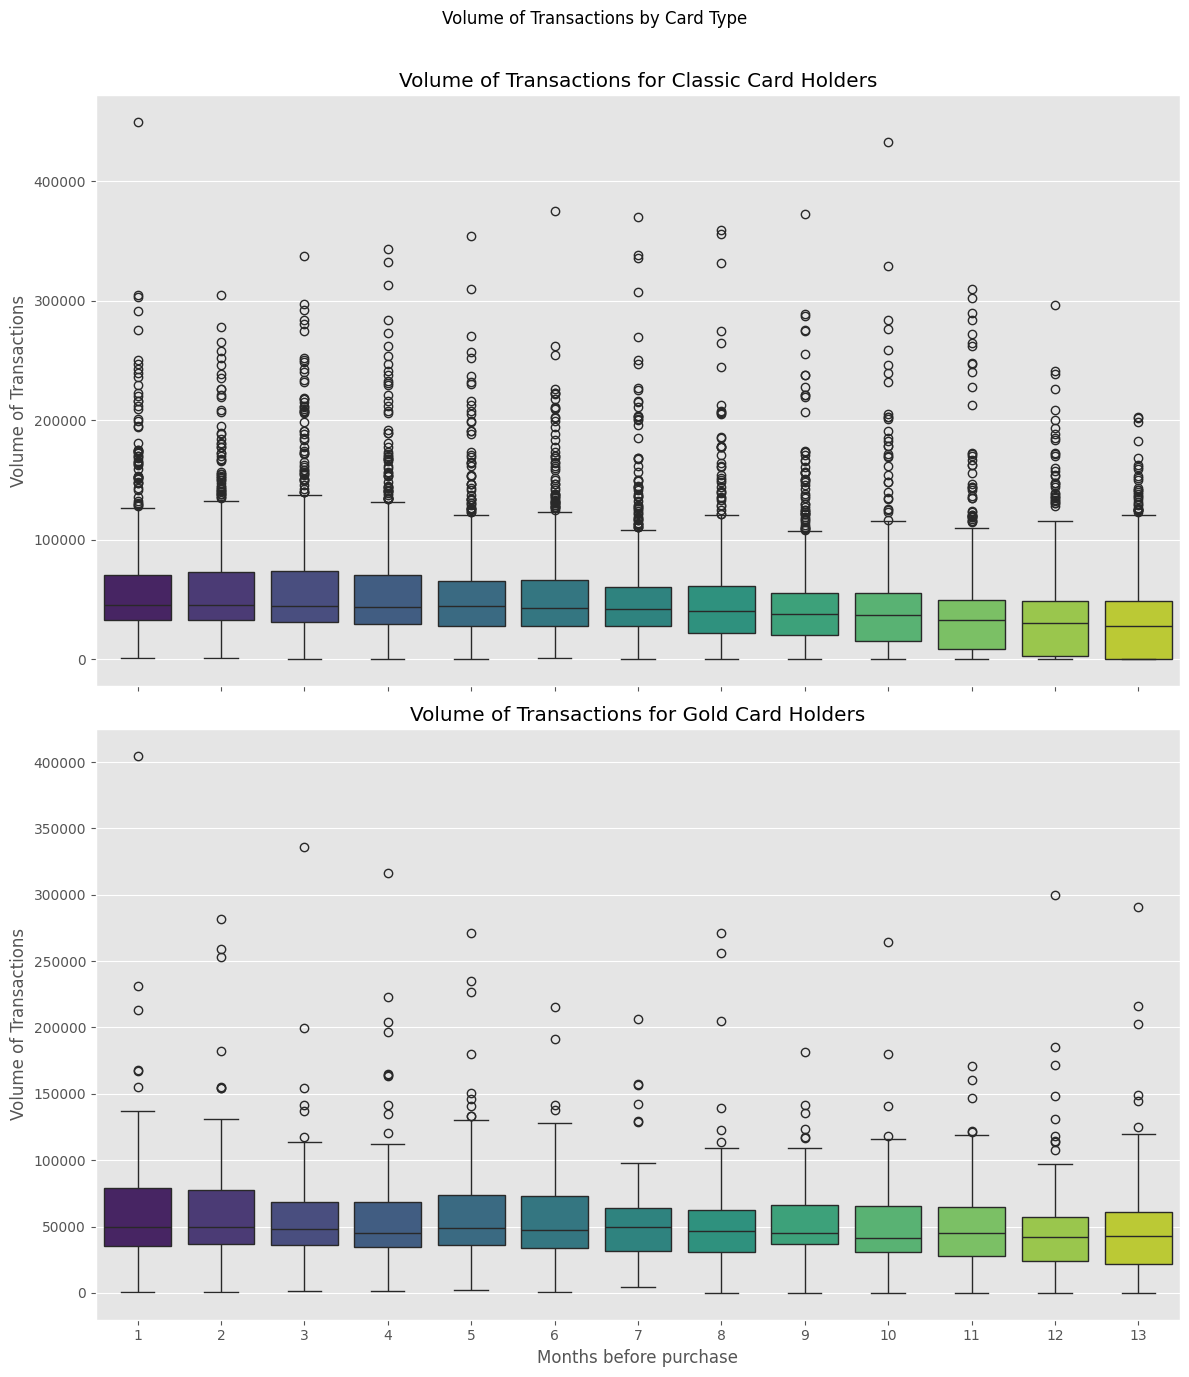 Volume of Transactions by Card Type
Volume of Transactions for Classic Card Holders
Volume of Transactions
400000
300000
200000
100000
0
Volume of Transactions for Gold Card Holders
Volume of Transactions
400000
350000
300000
250000
200000
150000
100000
50000
0
1 2 3 4 5 6 7 8 9 10 11 12 13
Months before purchase